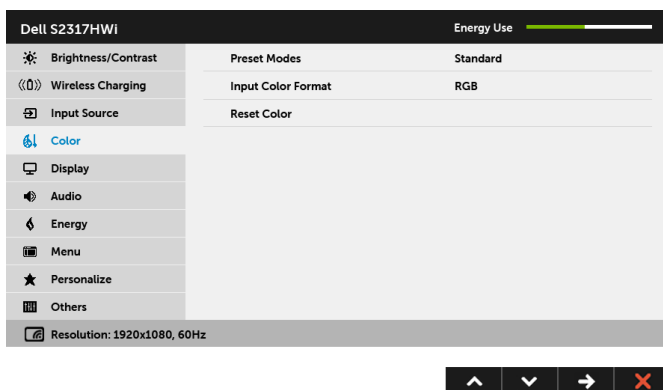 Dell S2317HWi Energy Use
Brightness/Contrast Preset Modes Standard
Wireless Charging Input Color Format RGB
Input Source Reset Color
Color
Display
Audio
Energy
Menu
Personalize
Others
Resolution: 1920x1080, 60Hz